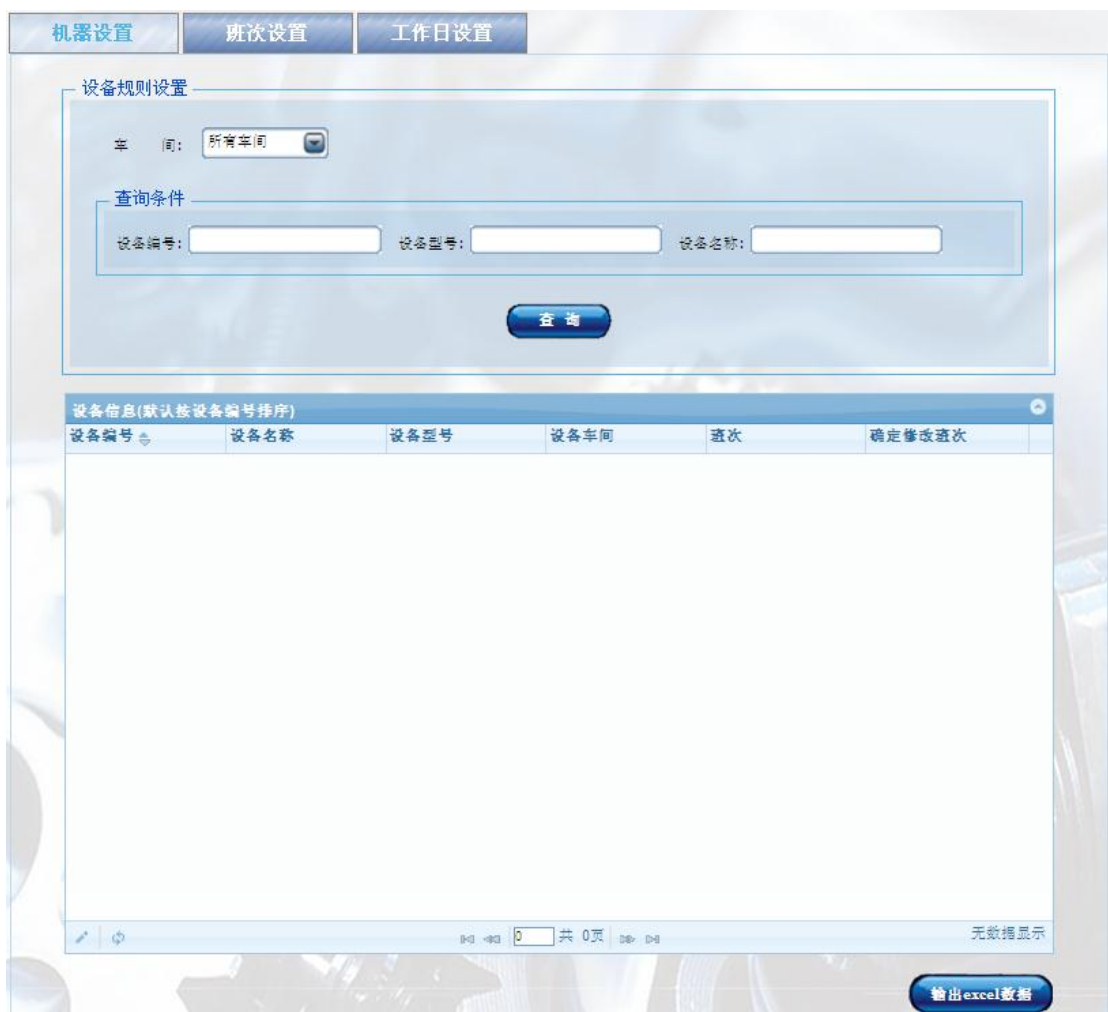 机器设置 班次设置 工作日设置
设备规则设置
车 间: 所有车间
查询条件
设备编号: 设备型号: 设备名称:
查 询
设备信息(默认按设备编号排序)
设备编号 设备名称 设备型号 设备车间 班次 确定修改班次
0 共 0页 无数据显示
输出excel数据